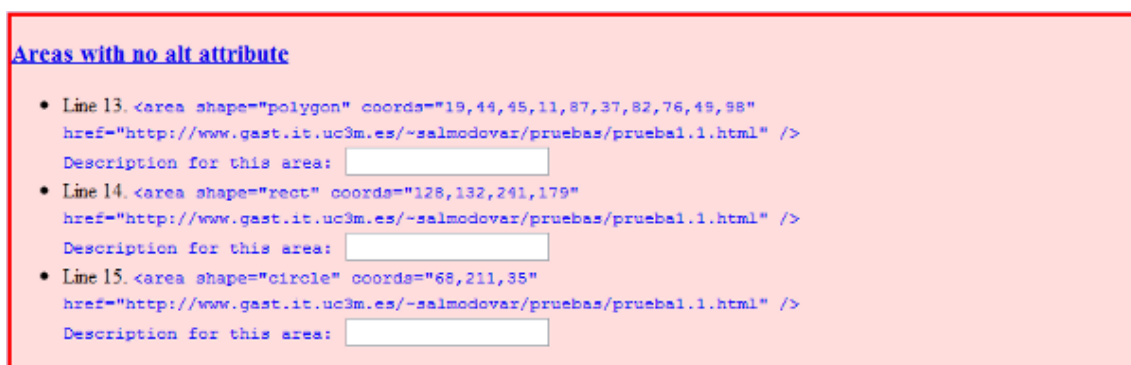 Areas with no alt attribute
Line 13. <area shape="polygon" coords="19,44,45,11,87,37,82,76,49,98"
href="http://www.gast.it.uc3m.es/~salmodovar/pruebas/prueba1.1.html" />
Description for this area:
Line 14. <area shape="rect" coords="128,132,241,179"
href="http://www.gast.it.uc3m.es/~salmodovar/pruebas/prueba1.1.html" />
Description for this area:
Line 15. <area shape="circle" coords="68,211,35"
href="http://www.gast.it.uc3m.es/~salmodovar/pruebas/prueba1.1.html" />
Description for this area: